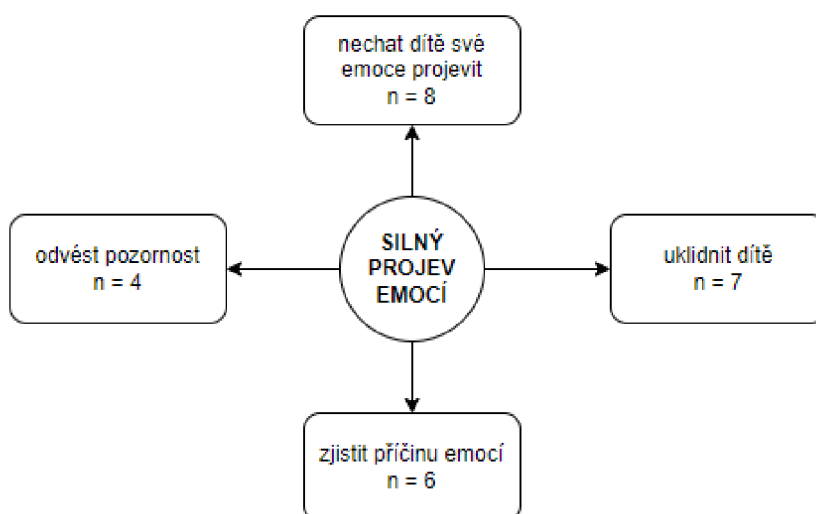 nechat dítě své
emoce projevit
n = 8
odvést pozornost
n = 4
SILNÝ
PROJEV
EMOCÍ
uklidnit dítě
n = 7
zjistit příčinu emocí
n = 6